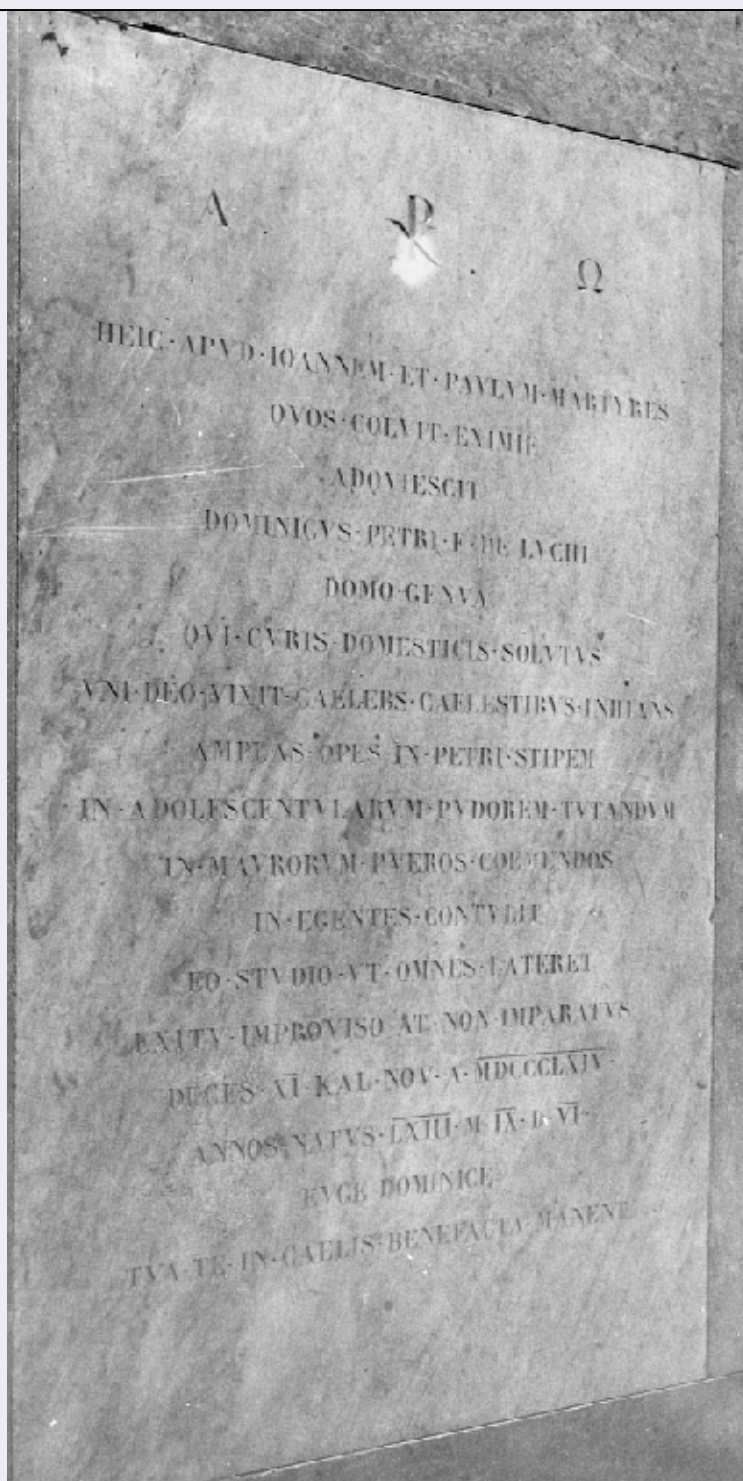 Α ☧ Ω
HEIC · APVD · IOANNEM · ET · PAVLVM · MARTYRES
QVOS · COLVIT · EXIMIE
ADQVIESCIT
DOMINICVS · PETRI · F · DE LVCHI
DOMO · GENVA
QVI · CVRIS · DOMESTICIS · SOLVTVS
VNI · DEO · VIXIT · CAELEBS · CAELESTIBVS · INHIANS
AMPLAS · OPES · IN · PETRI · STIPEM
IN · ADOLESCENTVLARVM · PVDOREM · TVTANDVM
IN · MAVRORVM · PVEROS · COEMENDOS
IN · EGENTES · CONTVLIT
EO · STVDIO · VT · OMNES · LATERET
EXITV · IMPROVISO AT · NON · IMPARATVS
DECES · XI · KAL · NOV · A · MDCCCLXIV ·
ANNOS · NATVS · LXIII · M · IX · D · VI ·
EVGE DOMINICE
TVA · TE · IN · CAELIS · BENEFACTA · MANENT